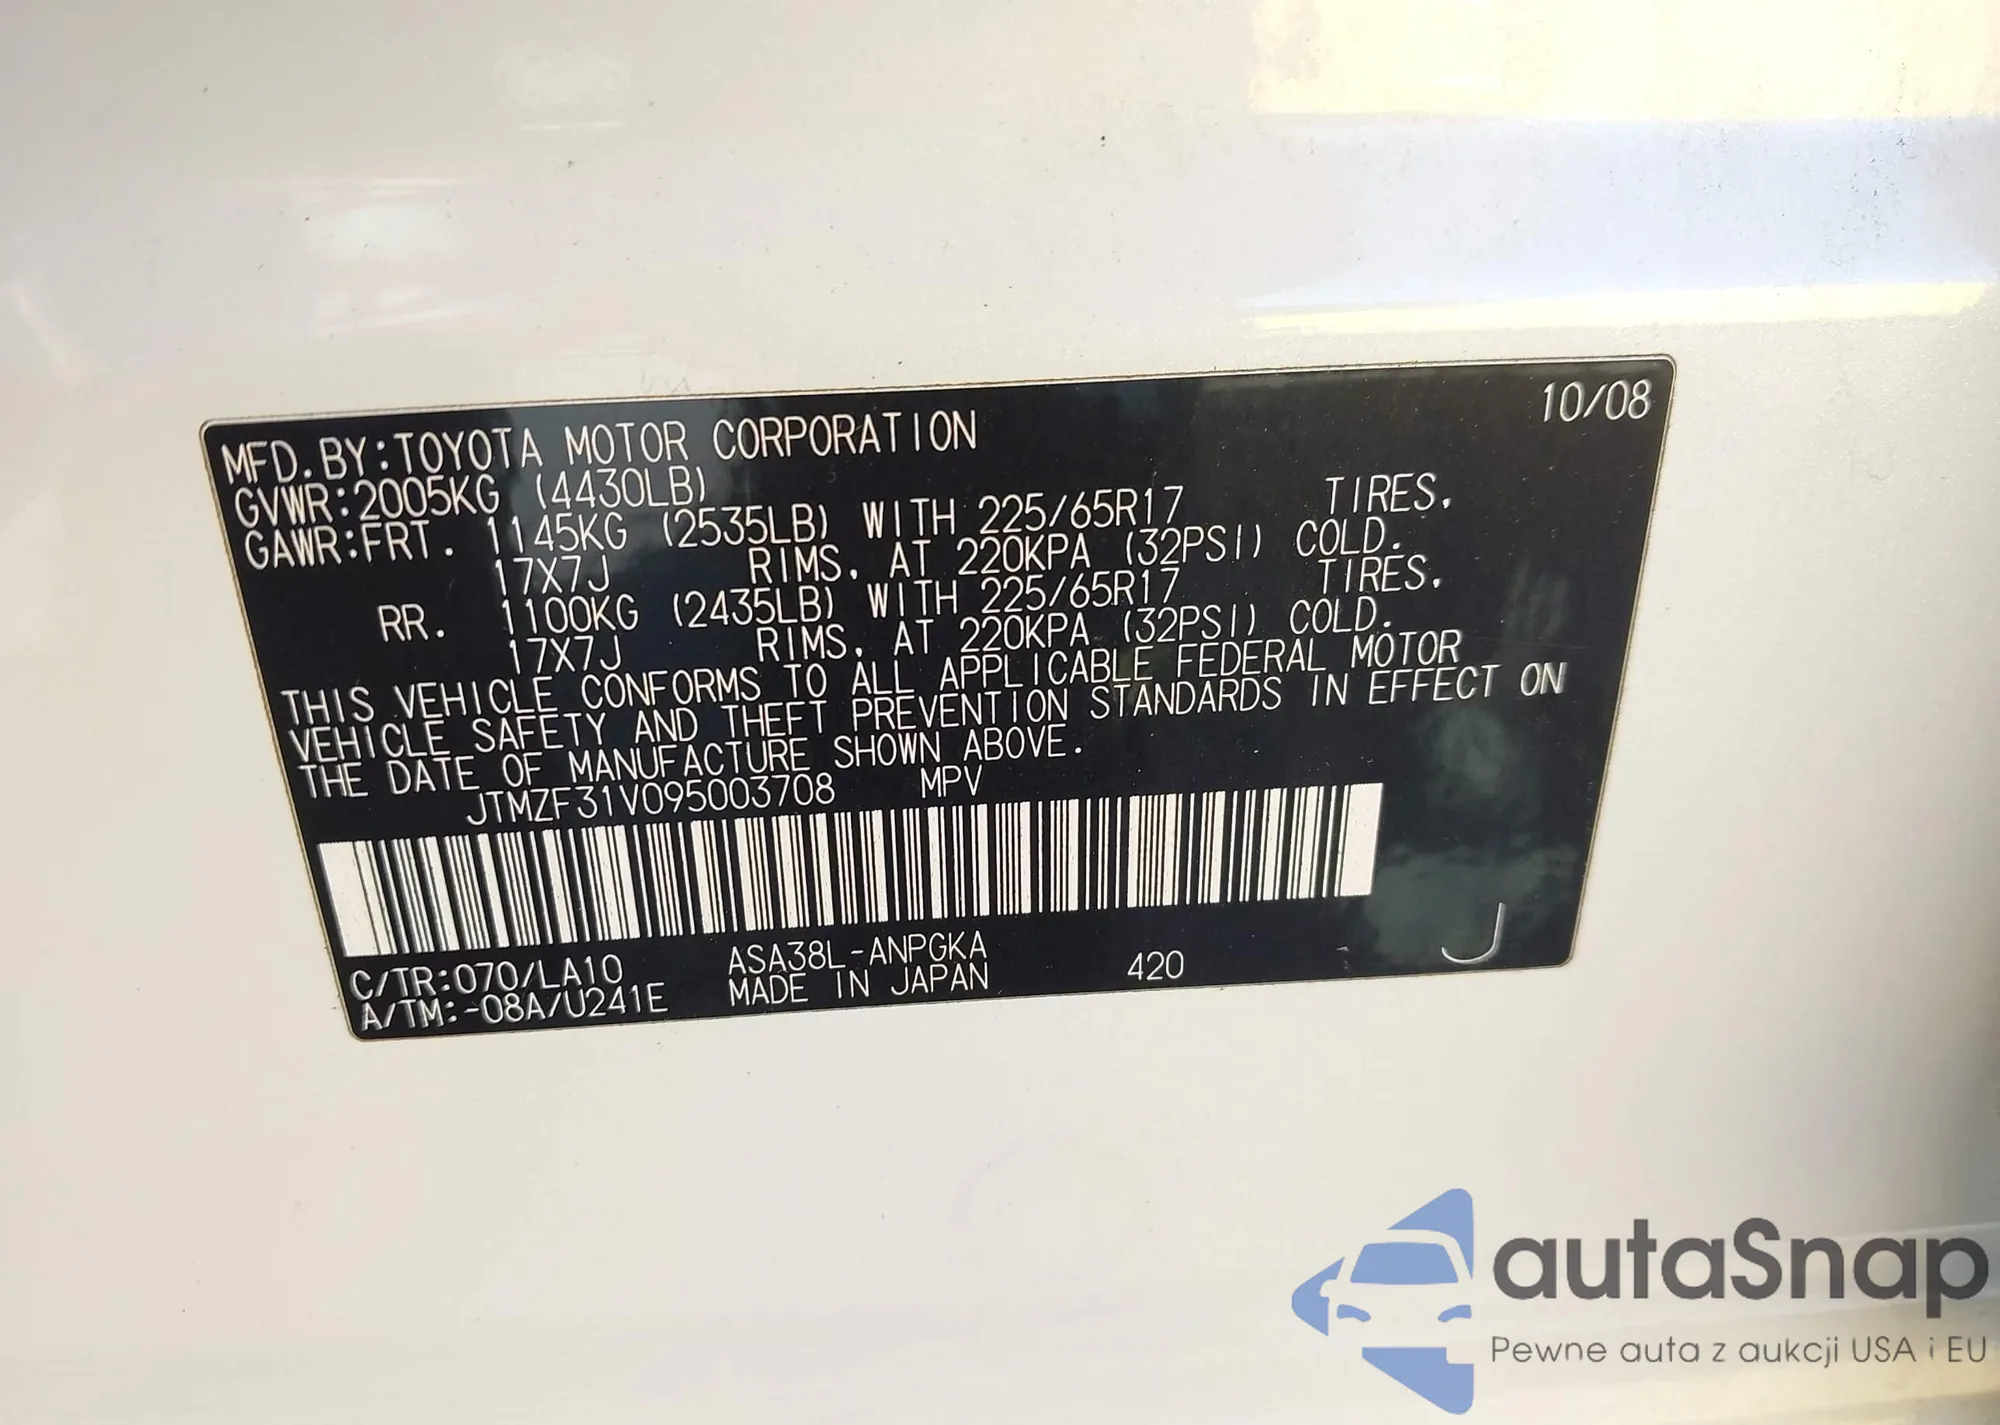 10/08
MFD.BY:TOYOTA MOTOR CORPORATION
GVWR:2005KG (4430LB)
GAWR:FRT. 1145KG (2535LB) WITH 225/65R17 TIRES,
17X7J RIMS, AT 220KPA (32PSI) COLD.
RR. 1100KG (2435LB) WITH 225/65R17 TIRES,
17X7J RIMS, AT 220KPA (32PSI) COLD.
THIS VEHICLE CONFORMS TO ALL APPLICABLE FEDERAL MOTOR
VEHICLE SAFETY AND THEFT PREVENTION STANDARDS IN EFFECT ON
THE DATE OF MANUFACTURE SHOWN ABOVE.
JTMZF31V095003708 MPV
C/TR:070/LA10 ASA38L-ANPGKA 420 J
A/TM:-08A/U241E MADE IN JAPAN
autaSnap
Pewne auta z aukcji USA i EU